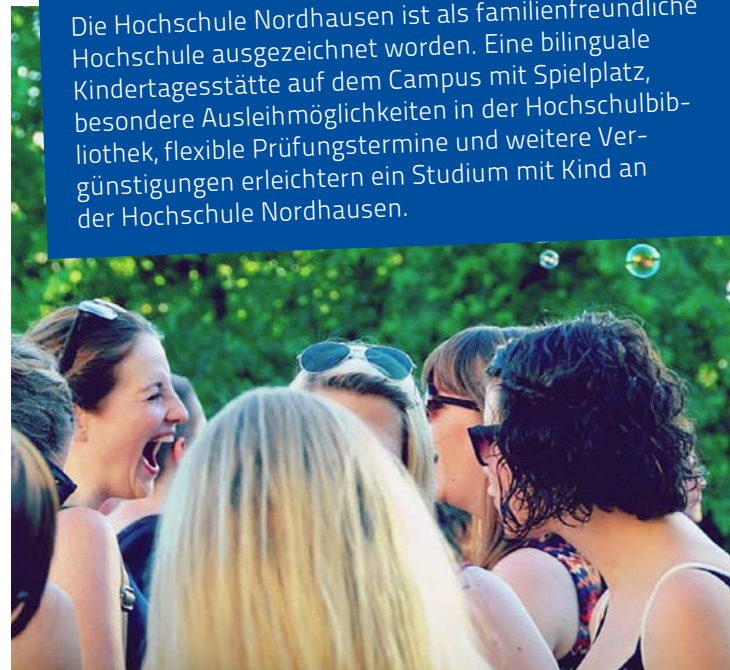 Die Hochschule Nordhausen ist als familienfreundliche
Hochschule ausgezeichnet worden. Eine bilinguale
Kindertagesstätte auf dem Campus mit Spielplatz,
besondere Ausleihmöglichkeiten in der Hochschulbib-
liothek, flexible Prüfungstermine und weitere Ver-
günstigungen erleichtern ein Studium mit Kind an
der Hochschule Nordhausen.